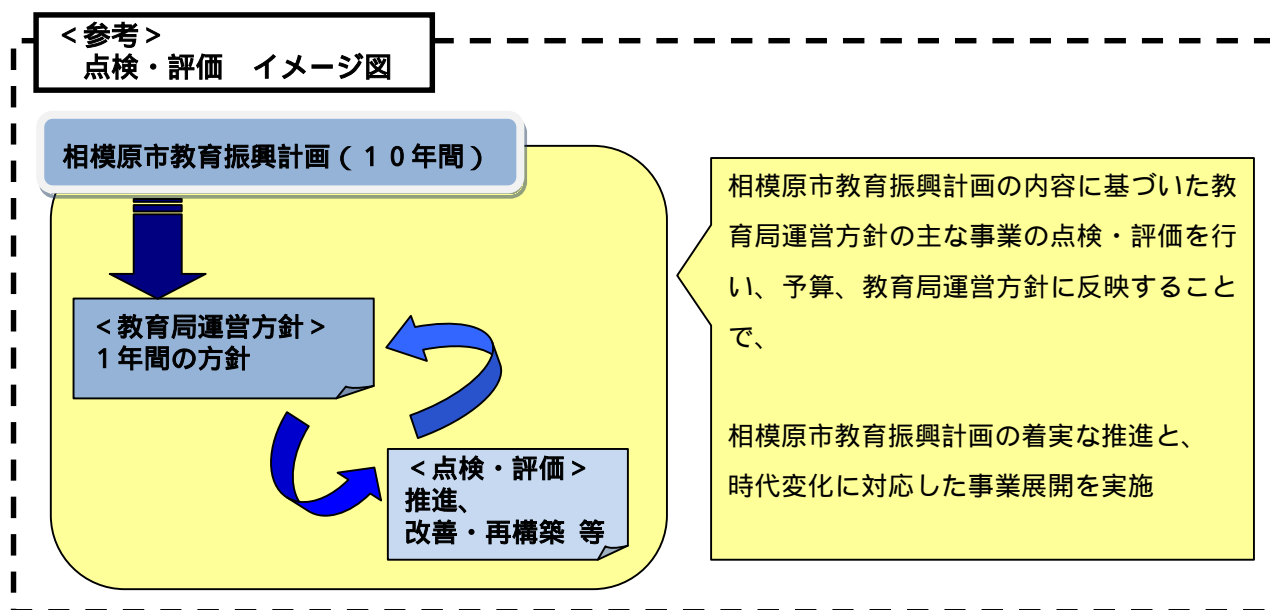 <参考>
点検・評価 イメージ図
相模原市教育振興計画(10年間)
<教育局運営方針>
1年間の方針
<点検・評価>
推進、
改善・再構築 等
相模原市教育振興計画の内容に基づいた教
育局運営方針の主な事業の点検・評価を行
い、予算、教育局運営方針に反映すること
で、
相模原市教育振興計画の着実な推進と、
時代変化に対応した事業展開を実施